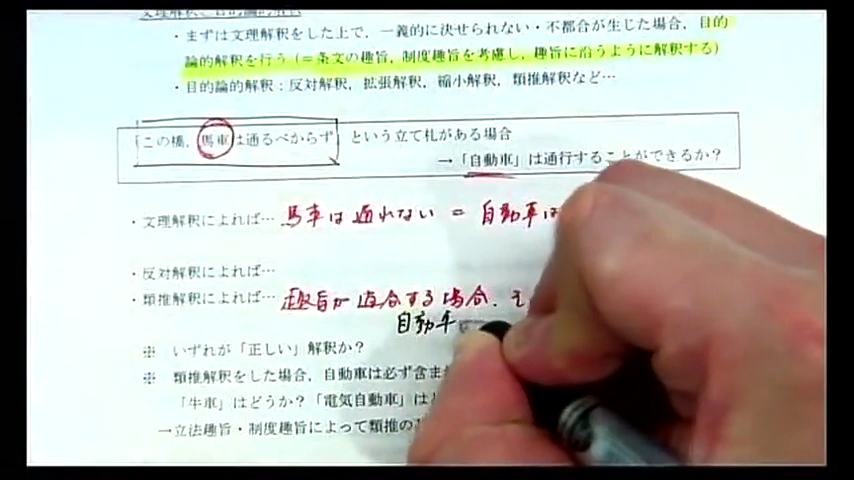 文理解釈と目的論的解釈
・まずは文理解釈をした上で，一義的に決せられない・不都合が生じた場合，目的
論的解釈を行う（＝条文の趣旨，制度趣旨を考慮し，趣旨に沿うように解釈する）
・目的論的解釈：反対解釈，拡張解釈，縮小解釈，類推解釈など…
「この橋，馬車は通るべからず」という立て札がある場合
→「自動車」は通行することができるか？
・文理解釈によれば… 馬車は通れない = 自動車は
・反対解釈によれば…
・類推解釈によれば… 趣旨が適合する場合.
自動車
※ いずれが「正しい」解釈か？
※ 類推解釈をした場合，自動車は必ず含ま
「牛車」はどうか？「電気自動車」は
→立法趣旨・制度趣旨によって類推の